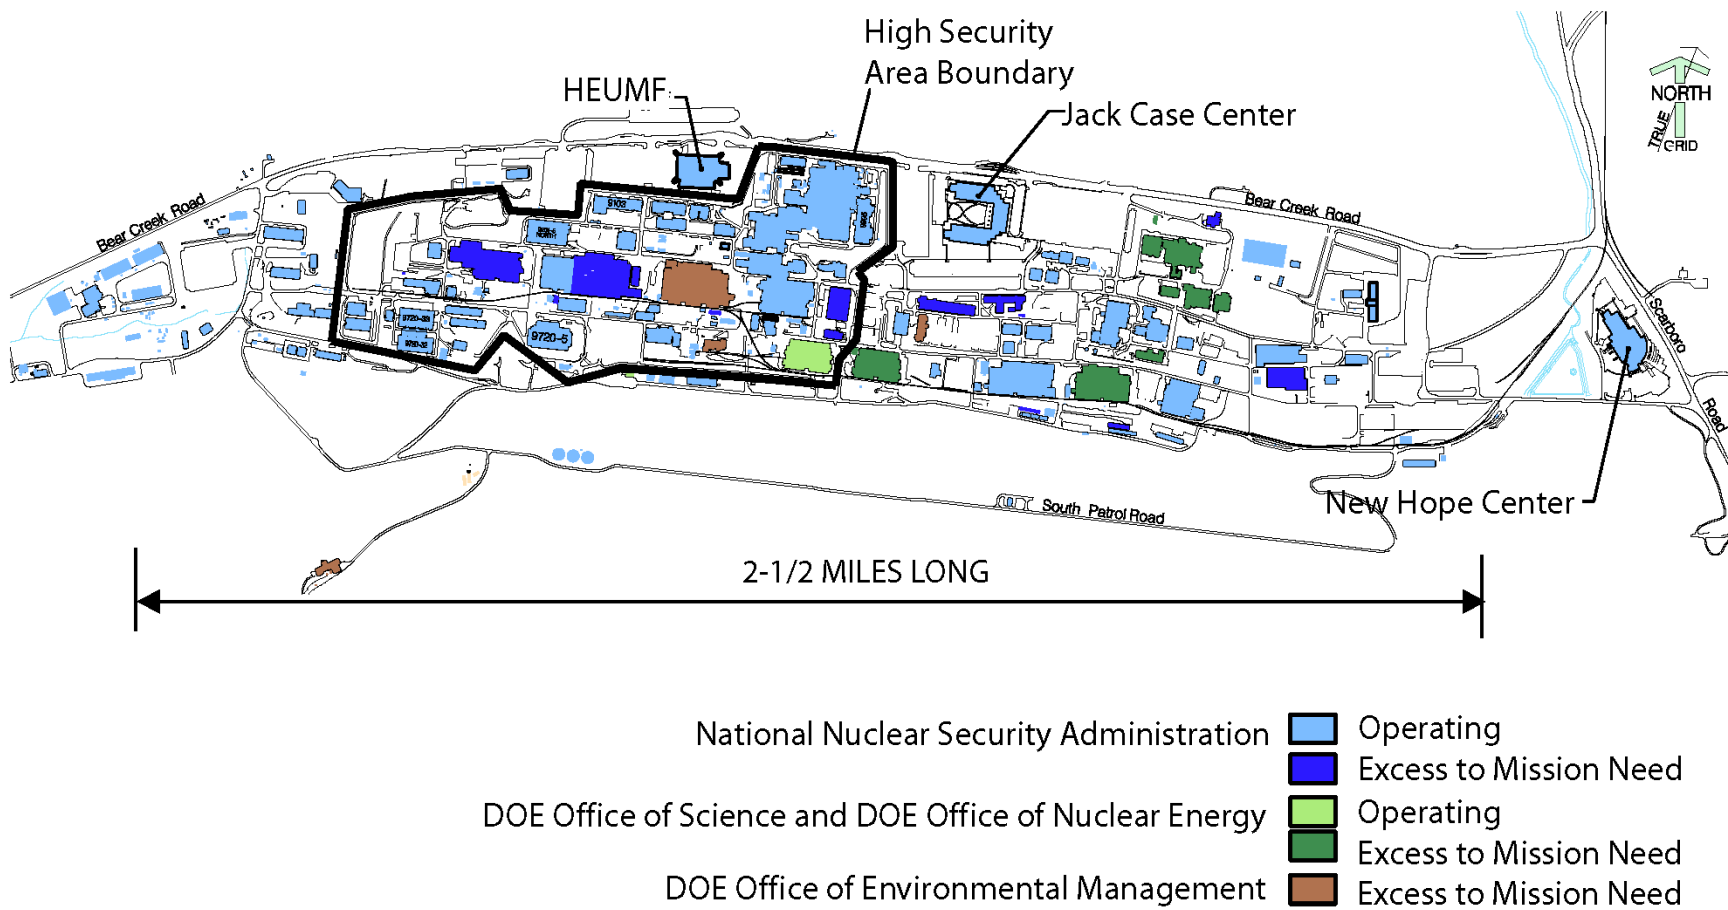 High Security
Area Boundary
HEUMF
Jack Case Center
NORTH
TRUE
GRID
Bear Creek Road
Bear Creek Road
9103
NORTH
9720-33
9720-5
Scarboro
Road
New Hope Center
South Patrol Road
2-1/2 MILES LONG
National Nuclear Security Administration
Operating
Excess to Mission Need
DOE Office of Science and DOE Office of Nuclear Energy
Operating
Excess to Mission Need
DOE Office of Environmental Management
Excess to Mission Need